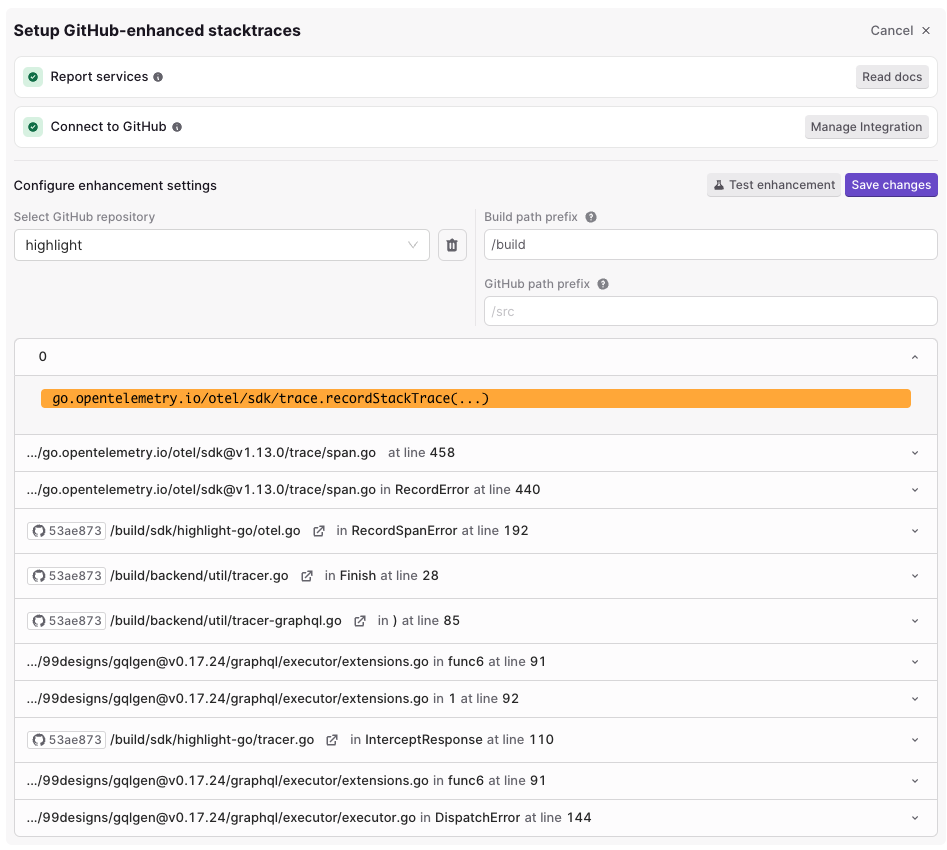 Setup GitHub-enhanced stacktraces
Cancel ×
Report services
Read docs
Connect to GitHub
Manage Integration
Configure enhancement settings
Test enhancement
Save changes
Select GitHub repository
highlight
Build path prefix
/build
GitHub path prefix
/src
0
go.opentelemetry.io/otel/sdk/trace.recordStackTrace(...)
.../go.opentelemetry.io/otel/sdk@v1.13.0/trace/span.go at line 458
.../go.opentelemetry.io/otel/sdk@v1.13.0/trace/span.go in RecordError at line 440
53ae873 /build/sdk/highlight-go/otel.go in RecordSpanError at line 192
53ae873 /build/backend/util/tracer.go in Finish at line 28
53ae873 /build/backend/util/tracer-graphql.go in ) at line 85
.../99designs/gqlgen@v0.17.24/graphql/executor/extensions.go in func6 at line 91
.../99designs/gqlgen@v0.17.24/graphql/executor/extensions.go in 1 at line 92
53ae873 /build/sdk/highlight-go/tracer.go in InterceptResponse at line 110
.../99designs/gqlgen@v0.17.24/graphql/executor/extensions.go in func6 at line 91
.../99designs/gqlgen@v0.17.24/graphql/executor/executor.go in DispatchError at line 144